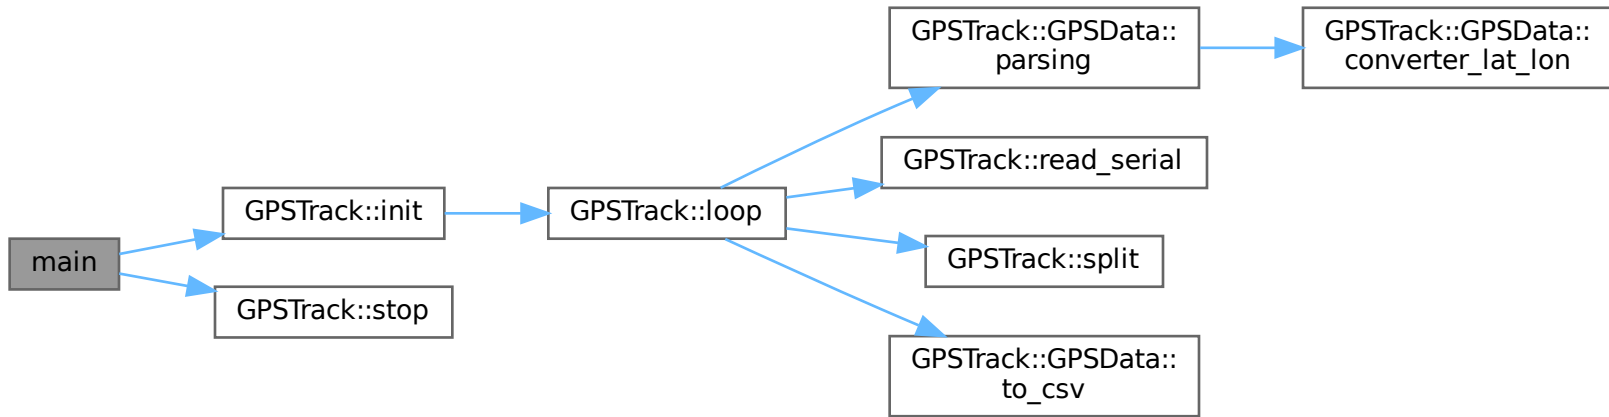 main
GPSTrack::init
GPSTrack::stop
GPSTrack::loop
GPSTrack::GPSData::
parsing
GPSTrack::read_serial
GPSTrack::split
GPSTrack::GPSData::
to_csv
GPSTrack::GPSData::
converter_lat_lon